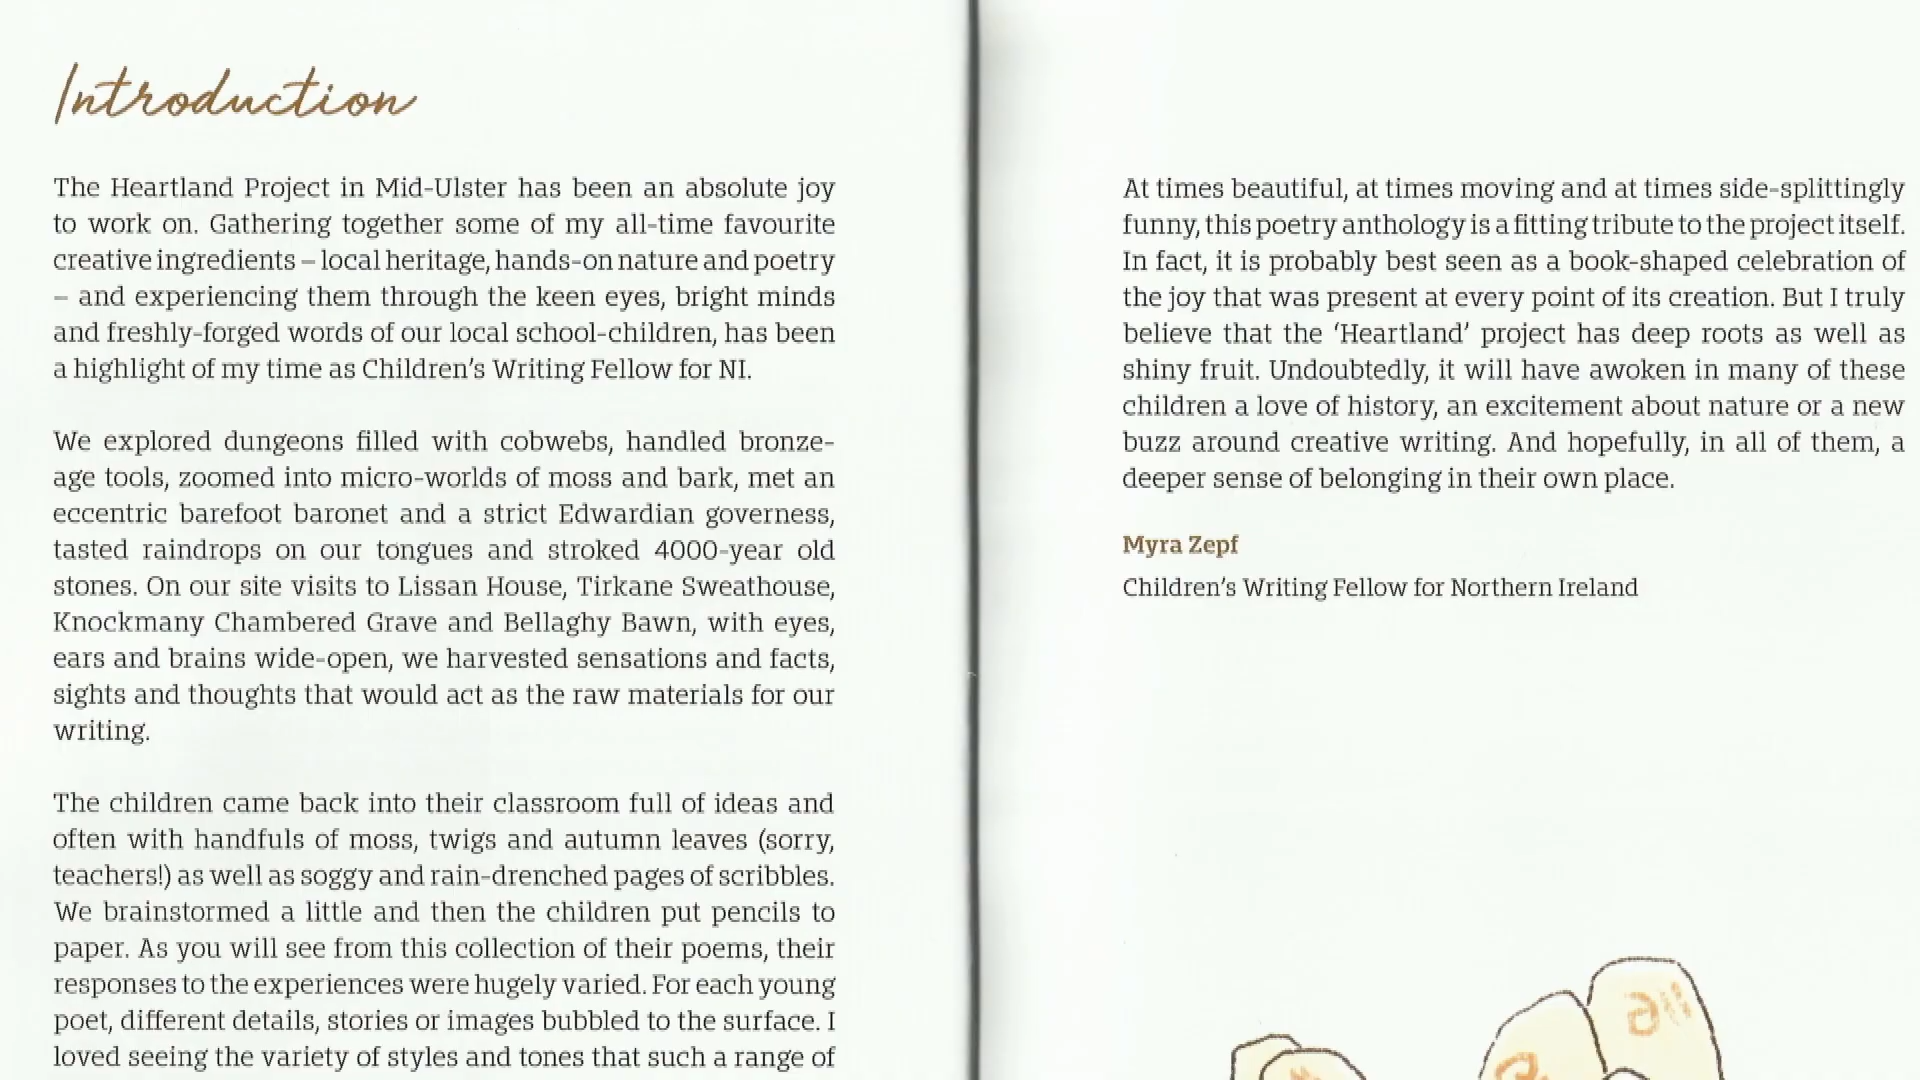 Introduction
The Heartland Project in Mid-Ulster has been an absolute joy
to work on. Gathering together some of my all-time favourite
creative ingredients – local heritage, hands-on nature and poetry
– and experiencing them through the keen eyes, bright minds
and freshly-forged words of our local school-children, has been
a highlight of my time as Children’s Writing Fellow for NI.
We explored dungeons filled with cobwebs, handled bronze-
age tools, zoomed into micro-worlds of moss and bark, met an
eccentric barefoot baronet and a strict Edwardian governess,
tasted raindrops on our tongues and stroked 4000-year old
stones. On our site visits to Lissan House, Tirkane Sweathouse,
Knockmany Chambered Grave and Bellaghy Bawn, with eyes,
ears and brains wide-open, we harvested sensations and facts,
sights and thoughts that would act as the raw materials for our
writing.
The children came back into their classroom full of ideas and
often with handfuls of moss, twigs and autumn leaves (sorry,
teachers!) as well as soggy and rain-drenched pages of scribbles.
We brainstormed a little and then the children put pencils to
paper. As you will see from this collection of their poems, their
responses to the experiences were hugely varied. For each young
poet, different details, stories or images bubbled to the surface. I
loved seeing the variety of styles and tones that such a range of
At times beautiful, at times moving and at times side-splittingly
funny, this poetry anthology is a fitting tribute to the project itself.
In fact, it is probably best seen as a book-shaped celebration of
the joy that was present at every point of its creation. But I truly
believe that the ‘Heartland’ project has deep roots as well as
shiny fruit. Undoubtedly, it will have awoken in many of these
children a love of history, an excitement about nature or a new
buzz around creative writing. And hopefully, in all of them, a
deeper sense of belonging in their own place.
Myra Zepf
Children’s Writing Fellow for Northern Ireland